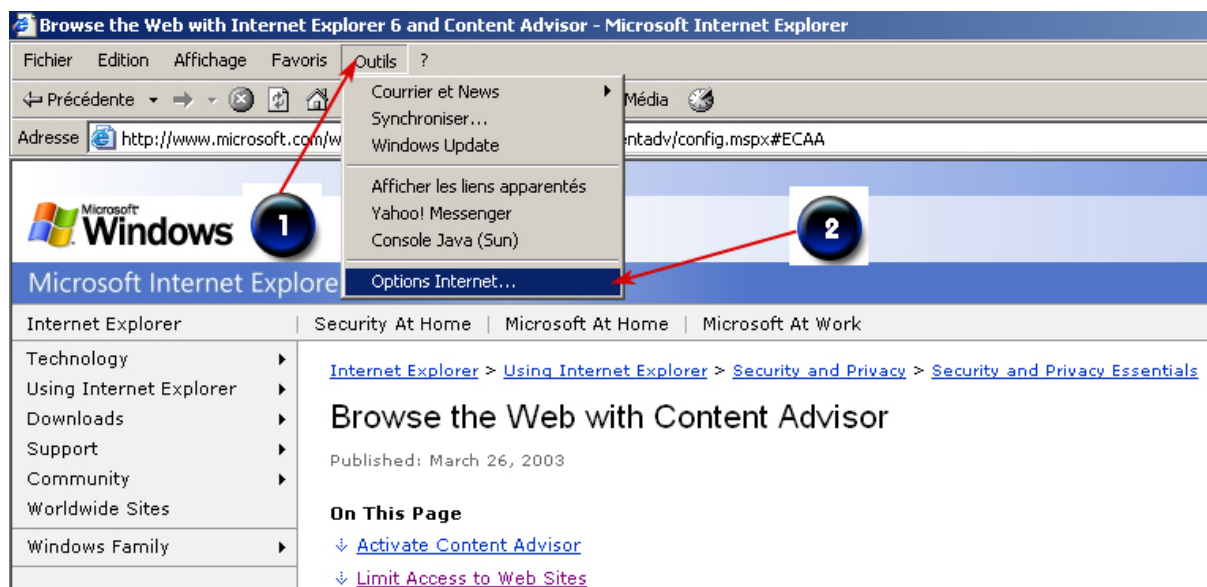 Browse the Web with Internet Explorer 6 and Content Advisor - Microsoft Internet Explorer
Fichier Edition Affichage Favoris Outils ?
Précédente Média
Adresse http://www.microsoft.com/w ntadv/config.mspx#ECAA
Courrier et News
Synchroniser...
Windows Update
Afficher les liens apparentés
Yahoo! Messenger
Console Java (Sun)
Options Internet...
1
2
Microsoft
Windows
Microsoft Internet Explore
Internet Explorer | Security At Home | Microsoft At Home | Microsoft At Work
Technology
Using Internet Explorer
Downloads
Support
Community
Worldwide Sites
Windows Family
Internet Explorer > Using Internet Explorer > Security and Privacy > Security and Privacy Essentials
Browse the Web with Content Advisor
Published: March 26, 2003
On This Page
Activate Content Advisor
Limit Access to Web Sites